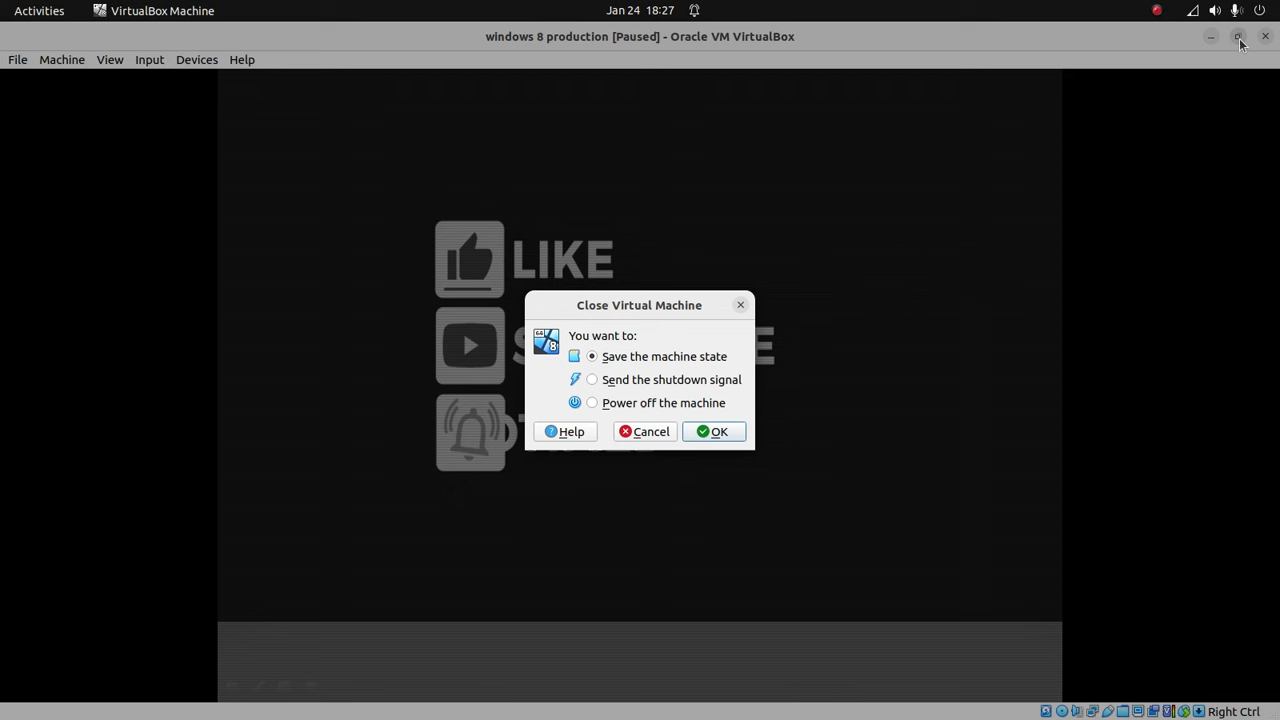 Activities VirtualBox Machine Jan 24 18:27
windows 8 production [Paused] - Oracle VM VirtualBox
File Machine View Input Devices Help
LIKE
Close Virtual Machine
64
8
You want to:
Save the machine state
Send the shutdown signal
Power off the machine
Help Cancel OK
Right Ctrl